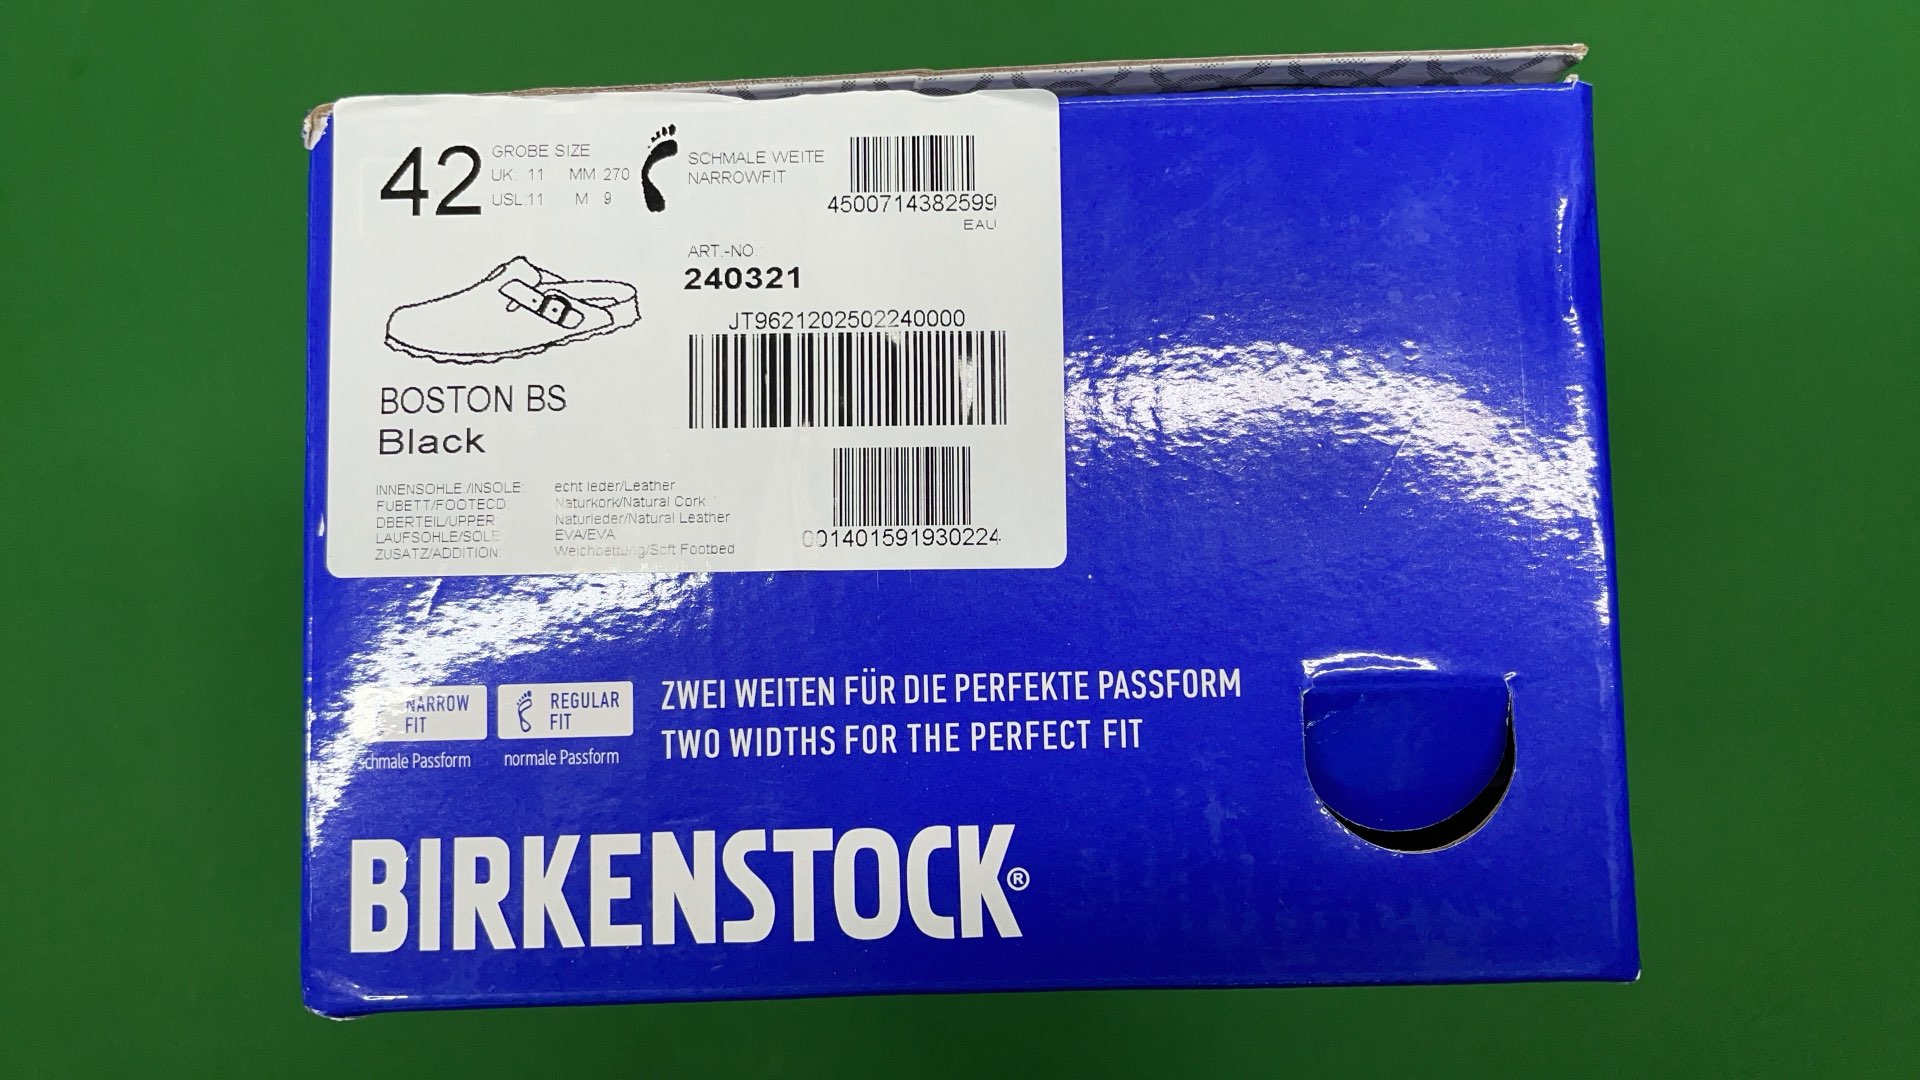 42
GROBE SIZE
UK: 11 MM 270
USL:11 M 9
SCHMALE WEITE
NARROWFIT
4500714382599
EAU
ART.-NO.:
240321
JT9621202502240000
BOSTON BS
Black
INNENSOHLE:/INSOLE: echt leder/Leather
FUBETT/FOOTECD: Naturkork/Natural Cork
DBERTEIL/UPPER: Naturleder/Natural Leather
LAUFSOHLE/SOLE: EVA/EVA
ZUSATZ/ADDITION: Weichbettung/Soft Footbed
001401591930224
NARROW
FIT
schmale Passform
REGULAR
FIT
normale Passform
ZWEI WEITEN FÜR DIE PERFEKTE PASSFORM
TWO WIDTHS FOR THE PERFECT FIT
BIRKENSTOCK®